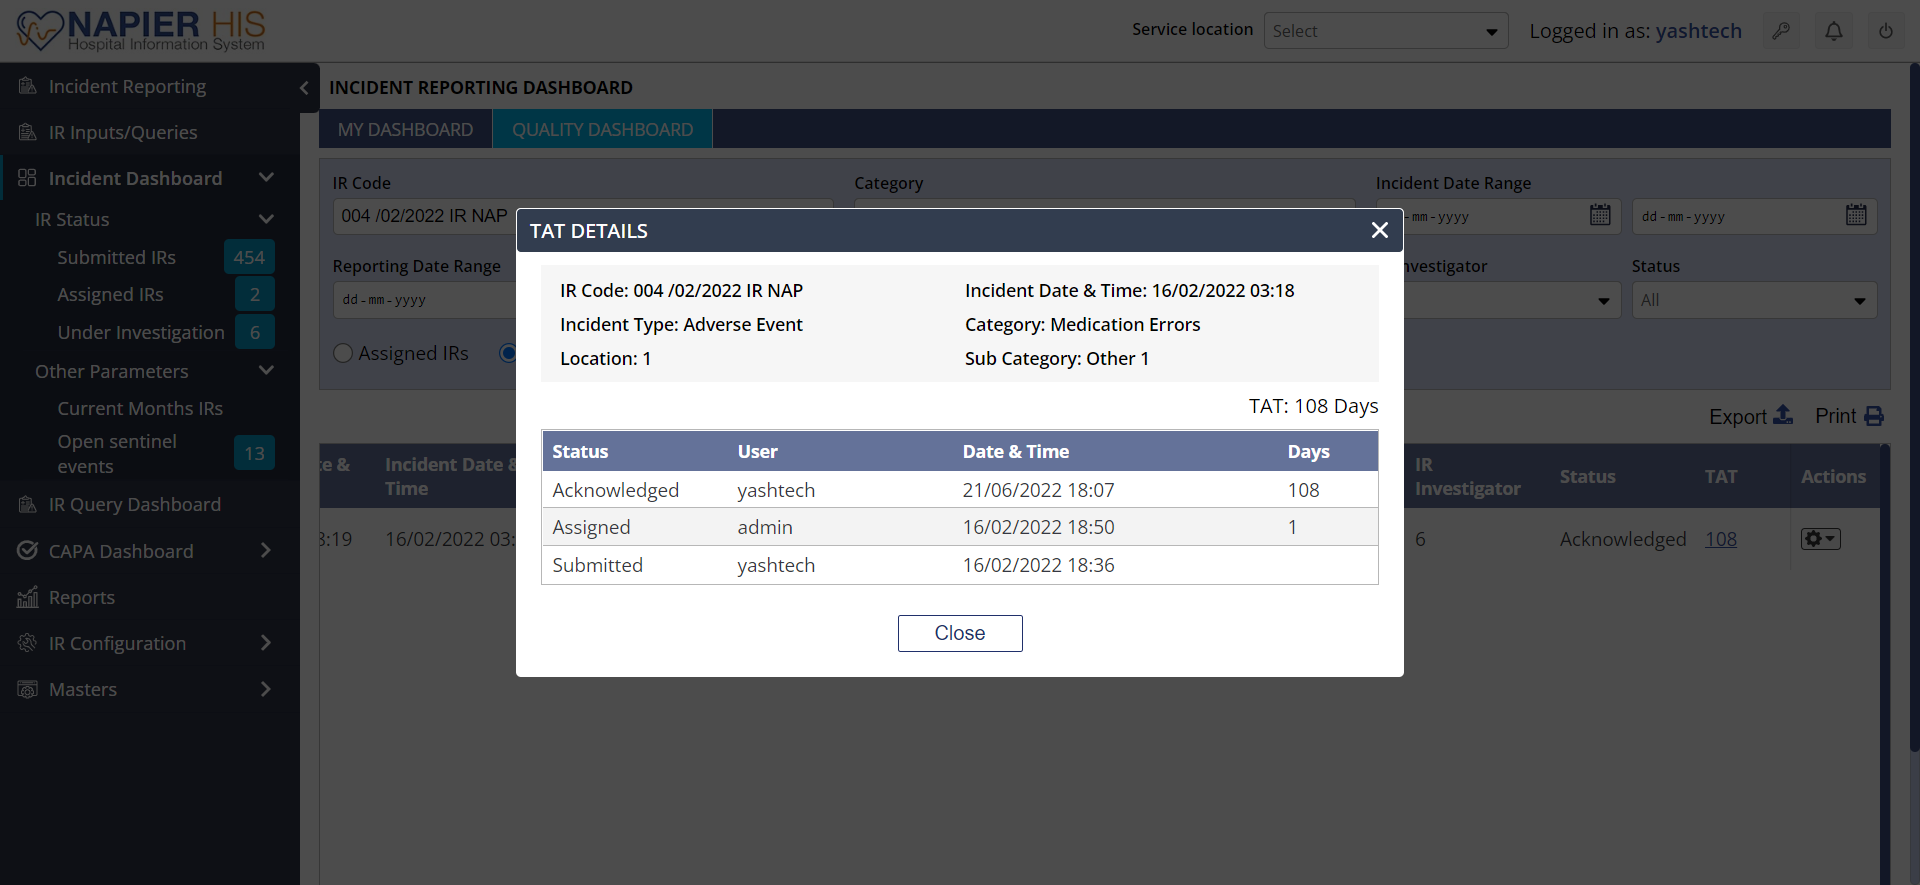 NAPIER HIS
Hospital Information System
Service location
Select
Logged in as: yashtech
Incident Reporting
IR Inputs/Queries
Incident Dashboard
IR Status
Submitted IRs 454
Assigned IRs 2
Under Investigation 6
Other Parameters
Current Months IRs
Open sentinel
events
13
IR Query Dashboard
CAPA Dashboard
Reports
IR Configuration
Masters
INCIDENT REPORTING DASHBOARD
MY DASHBOARD QUALITY DASHBOARD
IR Code
004 /02/2022 IR NAP
Category
Incident Date Range
-mm-yyyy
dd-mm-yyyy
Reporting Date Range
dd-mm-yyyy
nvestigator
Status
All
Assigned IRs
Export Print
Incident Date &
Time
IR
Investigator
Status
TAT
Actions
3:19 16/02/2022 03: 6 Acknowledged 108
TAT DETAILS
IR Code: 004 /02/2022 IR NAP
Incident Date & Time: 16/02/2022 03:18
Incident Type: Adverse Event
Category: Medication Errors
Location: 1
Sub Category: Other 1
TAT: 108 Days
Status User Date & Time Days
Acknowledged yashtech 21/06/2022 18:07 108
Assigned admin 16/02/2022 18:50 1
Submitted yashtech 16/02/2022 18:36
Close